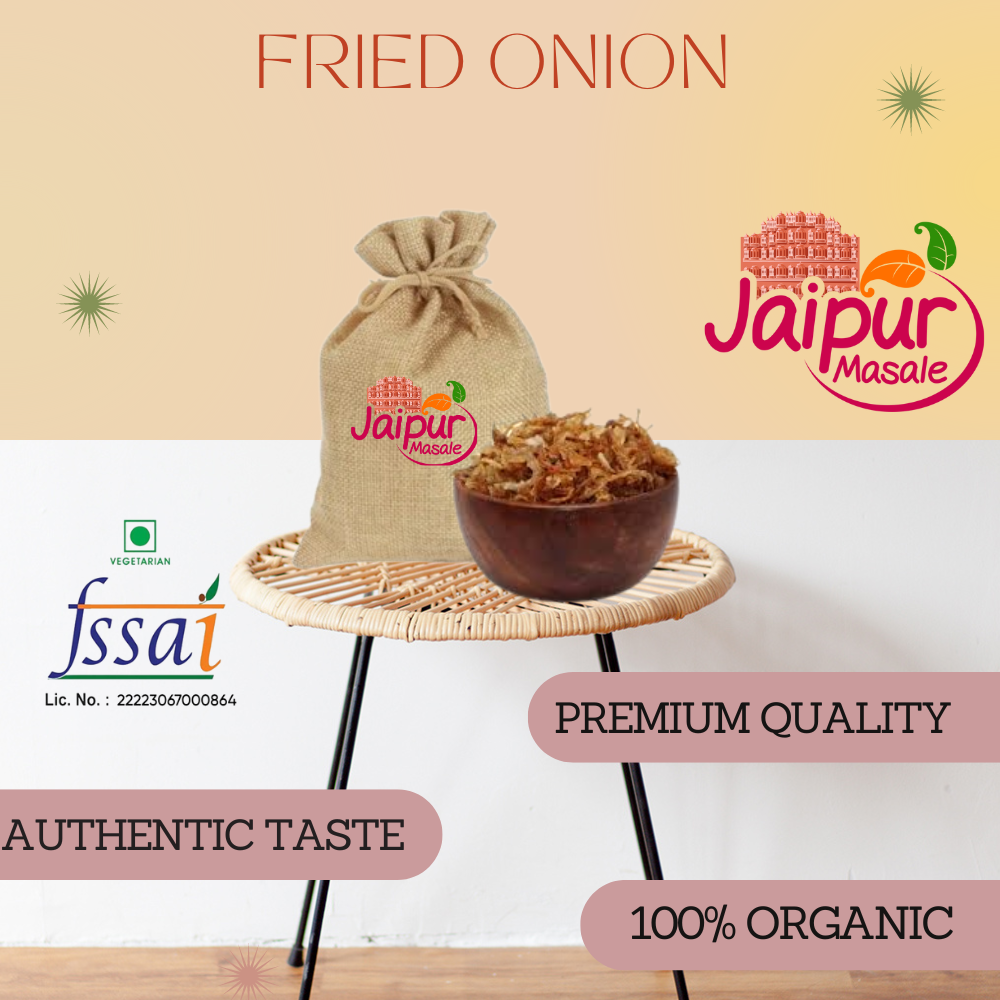 FRIED ONION
Jaipur
Masale
Jaipur
Masale
VEGETARIAN
fssai
Lic. No. : 22223067000864
PREMIUM QUALITY
AUTHENTIC TASTE
100% ORGANIC